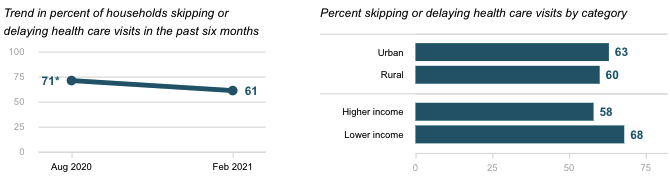 Trend in percent of households skipping or
delaying health care visits in the past six months
100
75
50
25
0
71*
61
Aug 2020
Feb 2021
Percent skipping or delaying health care visits by category
Urban
63
Rural
60
Higher income
58
Lower income
68
0
25
50
75